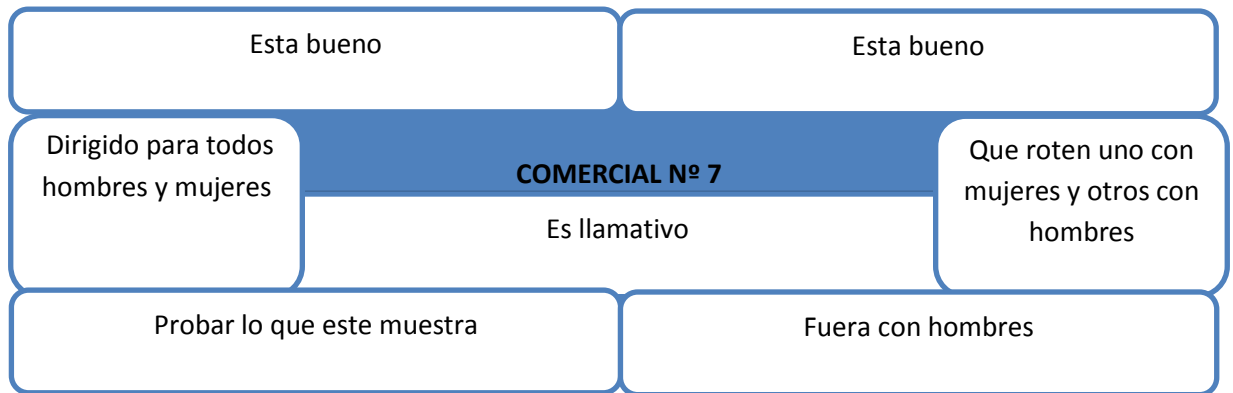 Esta bueno
Esta bueno
Dirigido para todos
hombres y mujeres
COMERCIAL Nº 7
Que roten uno con
mujeres y otros con
hombres
Es llamativo
Probar lo que este muestra
Fuera con hombres